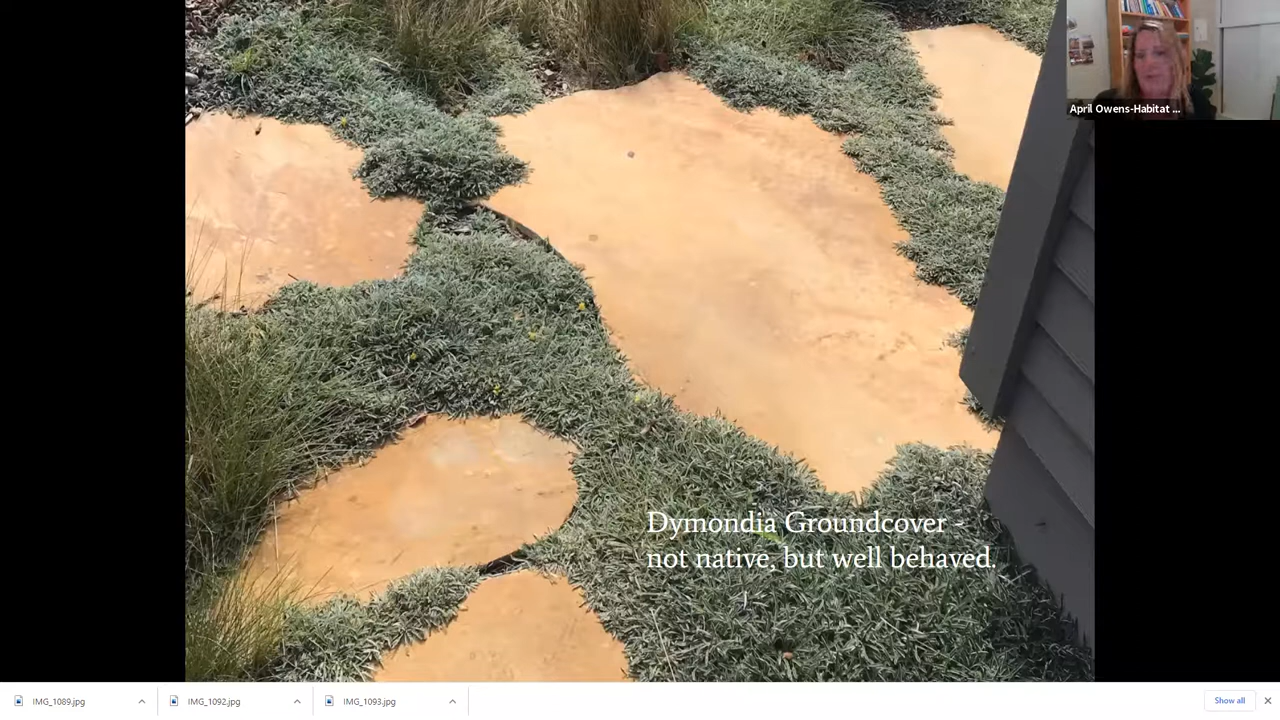 April Owens-Habitat ...
Dymondia Groundcover -
not native, but well behaved.
IMG_1089.jpg
IMG_1092.jpg
IMG_1093.jpg
Show all